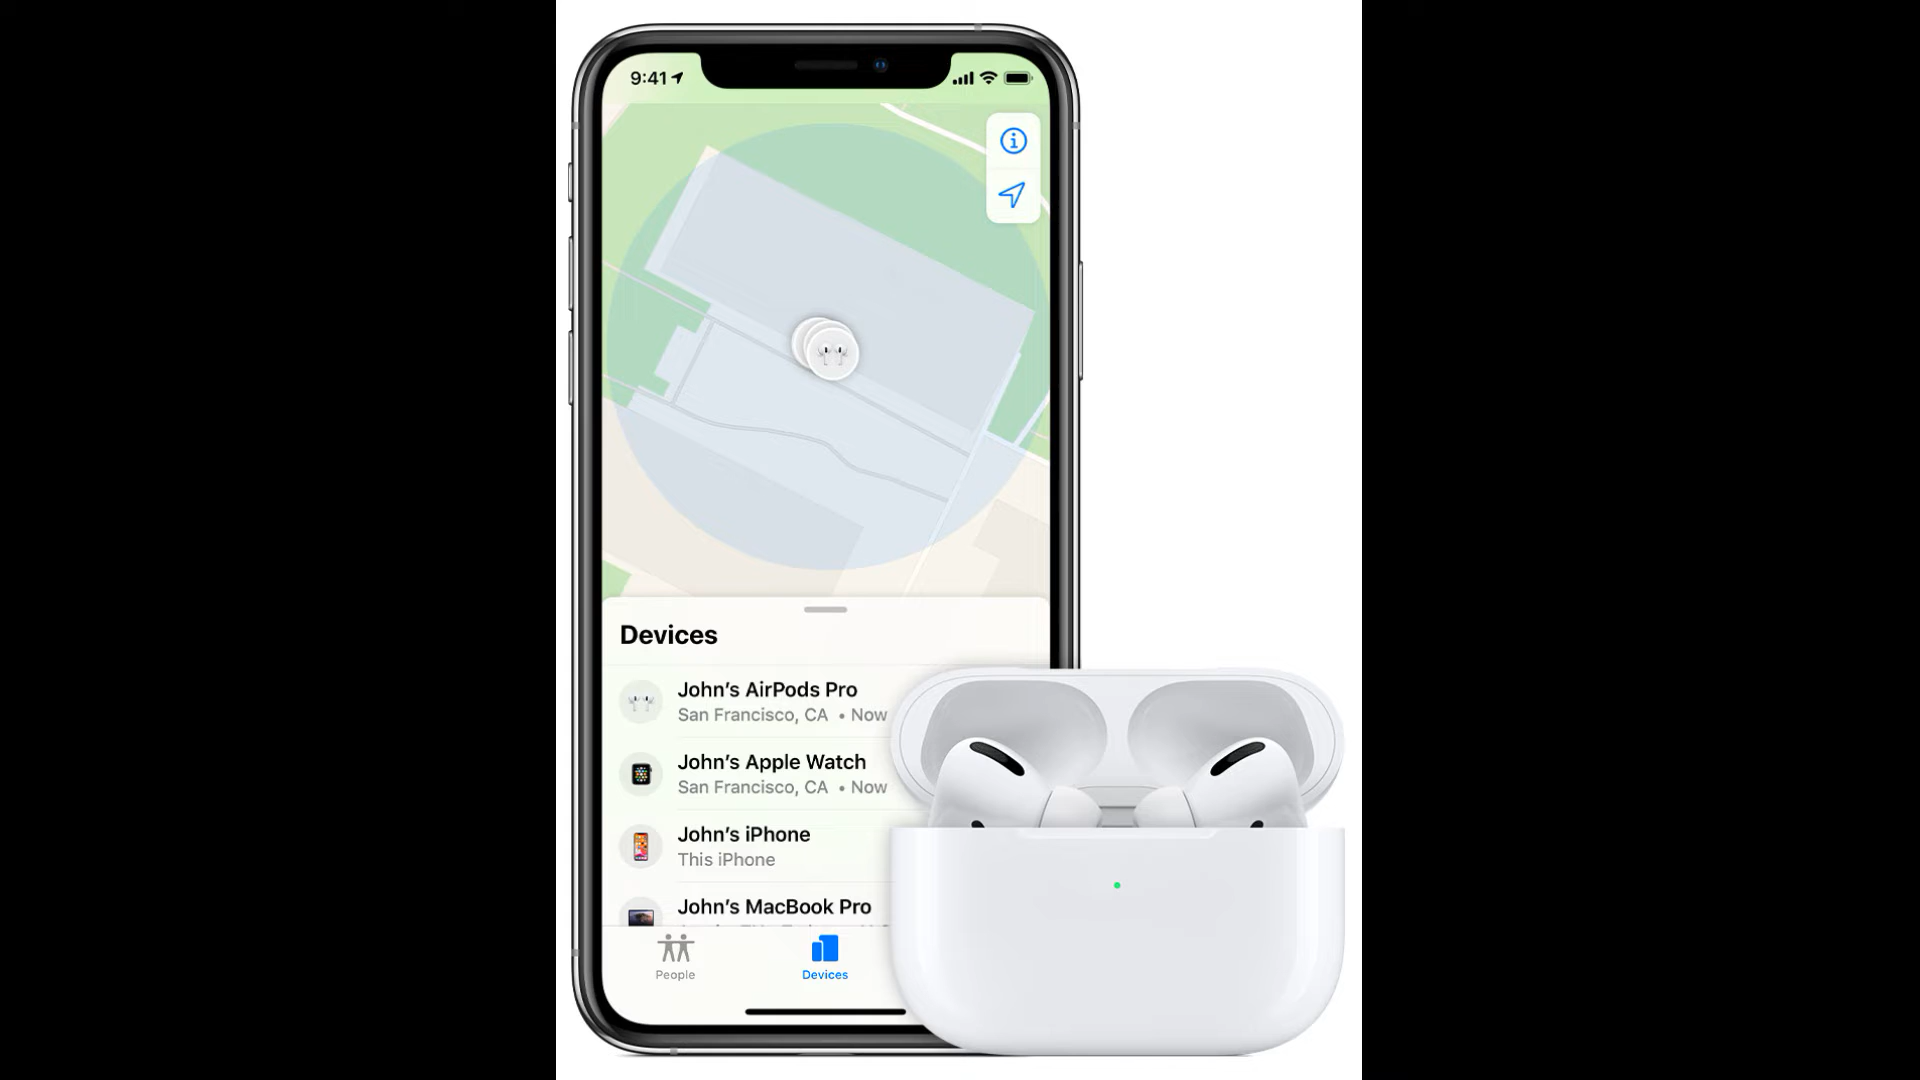 9:41
Devices
John’s AirPods Pro
San Francisco, CA • Now
John’s Apple Watch
San Francisco, CA • Now
John’s iPhone
This iPhone
John’s MacBook Pro
People
Devices